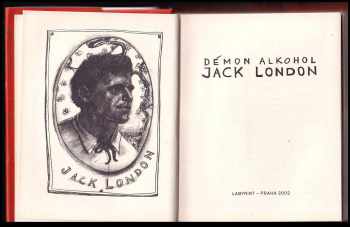 JACK LONDON
DÉMON ALKOHOL
JACK LONDON
LABYRINT – PRAHA 2002